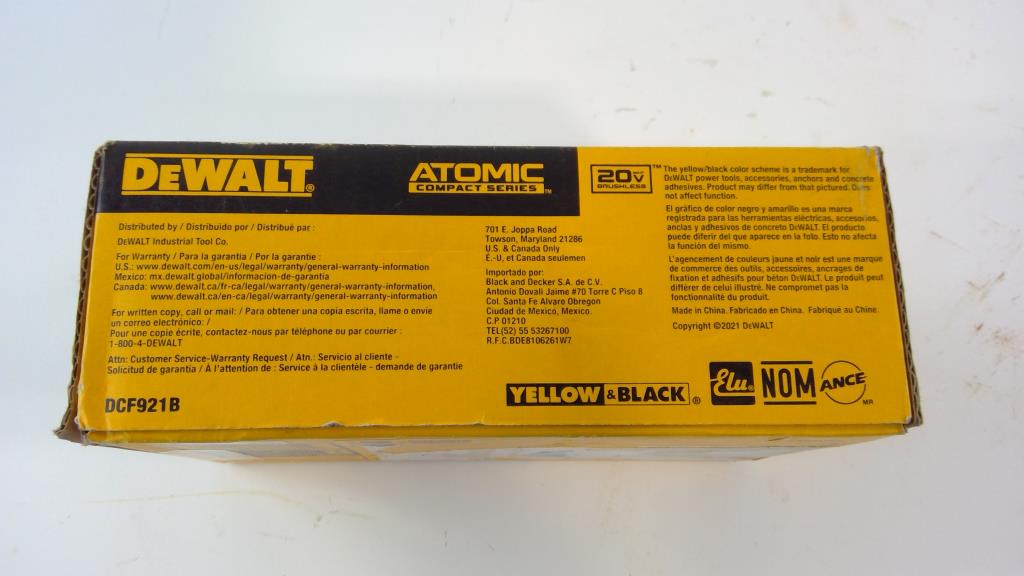 DEWALT®
ATOMIC
COMPACT SERIES™
20V MAX™
BRUSHLESS
Distributed by / Distribuido por / Distribué par :
DEWALT Industrial Tool Co.
For Warranty / Para la garantía / Por la garantie :
U.S.: www.dewalt.com/en-us/legal/warranty/general-warranty-information
Mexico: mx.dewalt.global/informacion-de-garantia
Canada: www.dewalt.ca/fr-ca/legal/warranty/general-warranty-information,
www.dewalt.ca/en-ca/legal/warranty/general-warranty-information
For written copy, call or mail: / Para obtener una copia escrita, llame o envie
un correo electrónico: /
Pour une copie écrite, contactez-nous par téléphone ou par courrier :
1-800-4-DEWALT
Attn: Customer Service-Warranty Request / Atn.: Servicio al cliente -
Solicitud de garantía / À l'attention de : Service à la clientèle - demande de garantie
DCF921B
701 E. Joppa Road
Towson, Maryland 21286
U.S. & Canada Only
É.-U, et Canada seulemen
Importado por:
Black and Decker S.A. de C.V.
Antonio Dovali Jaime #70 Torre C Piso 8
Col. Santa Fe Alvaro Obregon
Ciudad de Mexico, Mexico.
C.P 01210
TEL(52) 55 53267100
R.F.C.BDE8106261W7
YELLOW & BLACK®
The yellow/black color scheme is a trademark for
DEWALT power tools, accessories, anchors and concrete
adhesives. Product may differ from that pictured. Does
not affect function.
El gráfico de color negro y amarillo es una marca
registrada para las herramientas eléctricas, accesorios,
anclas y adhesivos de concreto DEWALT. El producto
puede diferir del que aparece en la foto. Esto no afecta
la función del mismo.
L'agencement de couleurs jaune et noir est une marque
de commerce des outils, accessoires, ancrages de
fixation et adhésifs pour béton DEWALT. Le produit peut
différer de celui illustré. Ne compromet pas la
fonctionnalité du produit.
Made in China. Fabricado en China. Fabriqué au Chine.
Copyright ©2021 DEWALT
Elu®
NOM
ANCE
MR